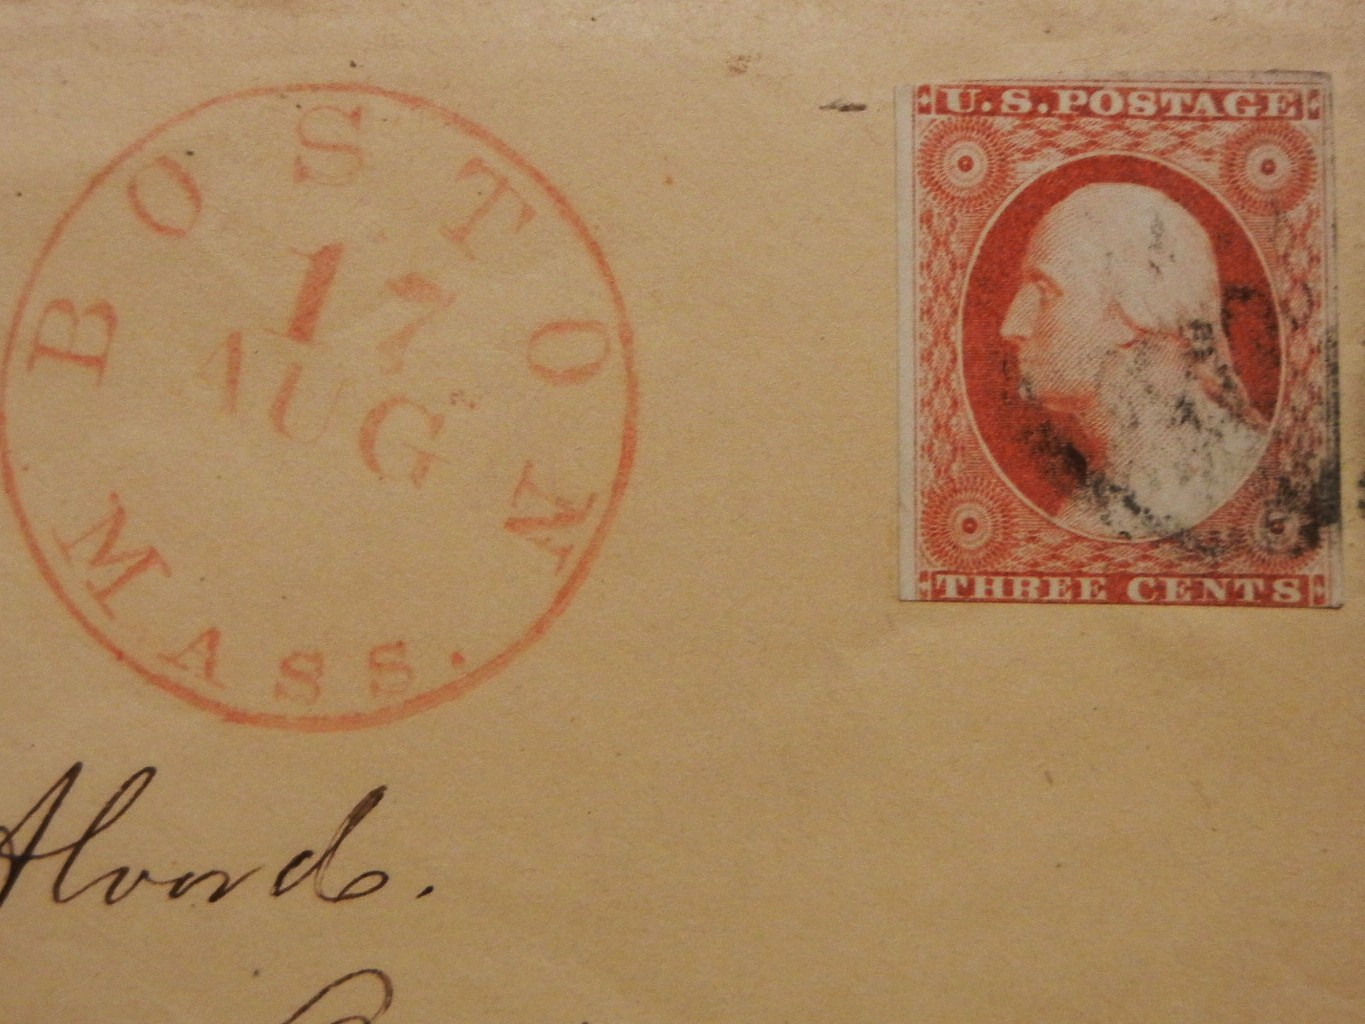 BOSTON
17
AUG
MASS.
U.S. POSTAGE
THREE CENTS
Alvord.